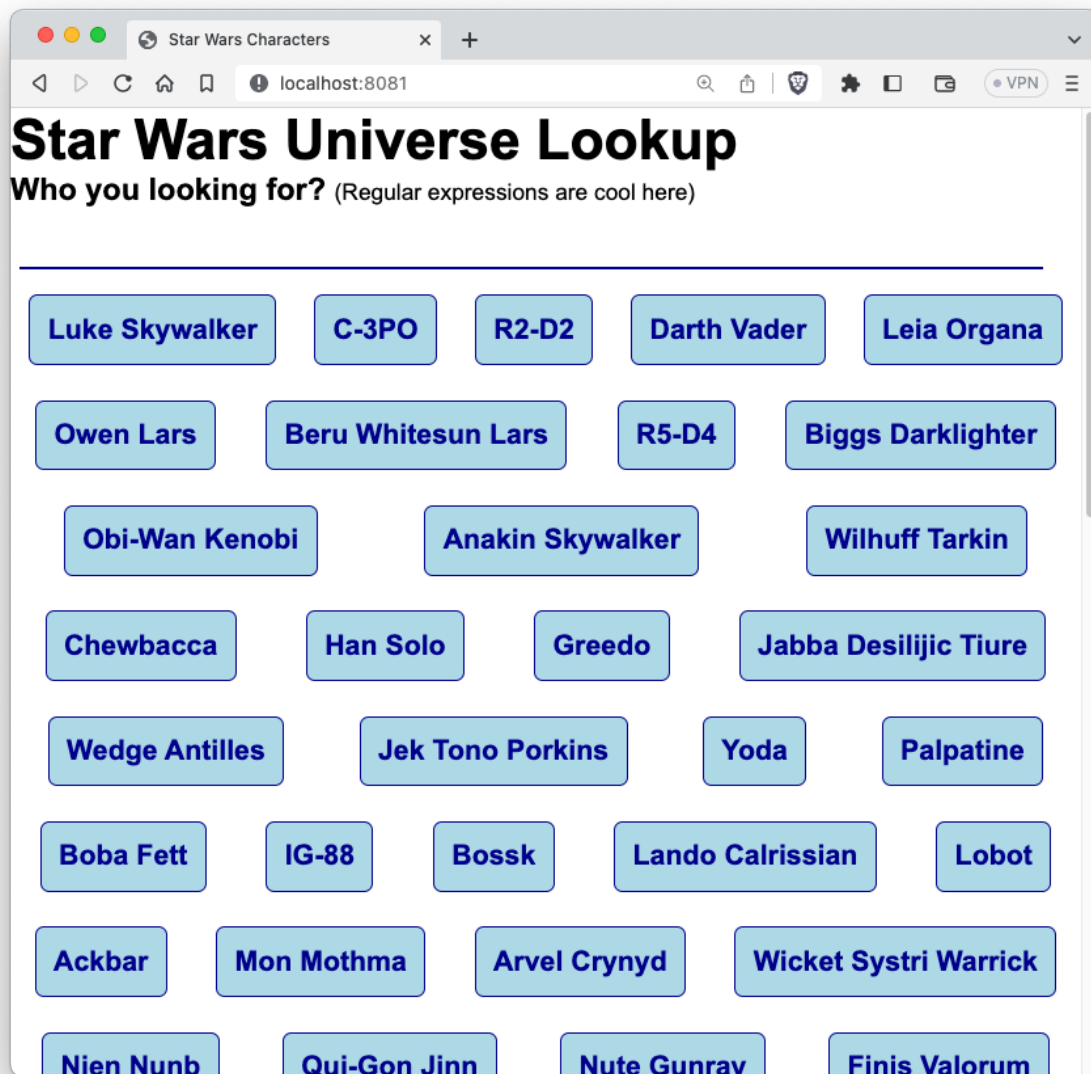 Star Wars Characters
localhost:8081
VPN
Star Wars Universe Lookup
Who you looking for? (Regular expressions are cool here)
Luke Skywalker C-3PO R2-D2 Darth Vader Leia Organa
Owen Lars Beru Whitesun Lars R5-D4 Biggs Darklighter
Obi-Wan Kenobi Anakin Skywalker Wilhuff Tarkin
Chewbacca Han Solo Greedo Jabba Desilijic Tiure
Wedge Antilles Jek Tono Porkins Yoda Palpatine
Boba Fett IG-88 Bossk Lando Calrissian Lobot
Ackbar Mon Mothma Arvel Crynyd Wicket Systri Warrick
Nien Nunb Qui-Gon Jinn Nute Gunray Finis Valorum